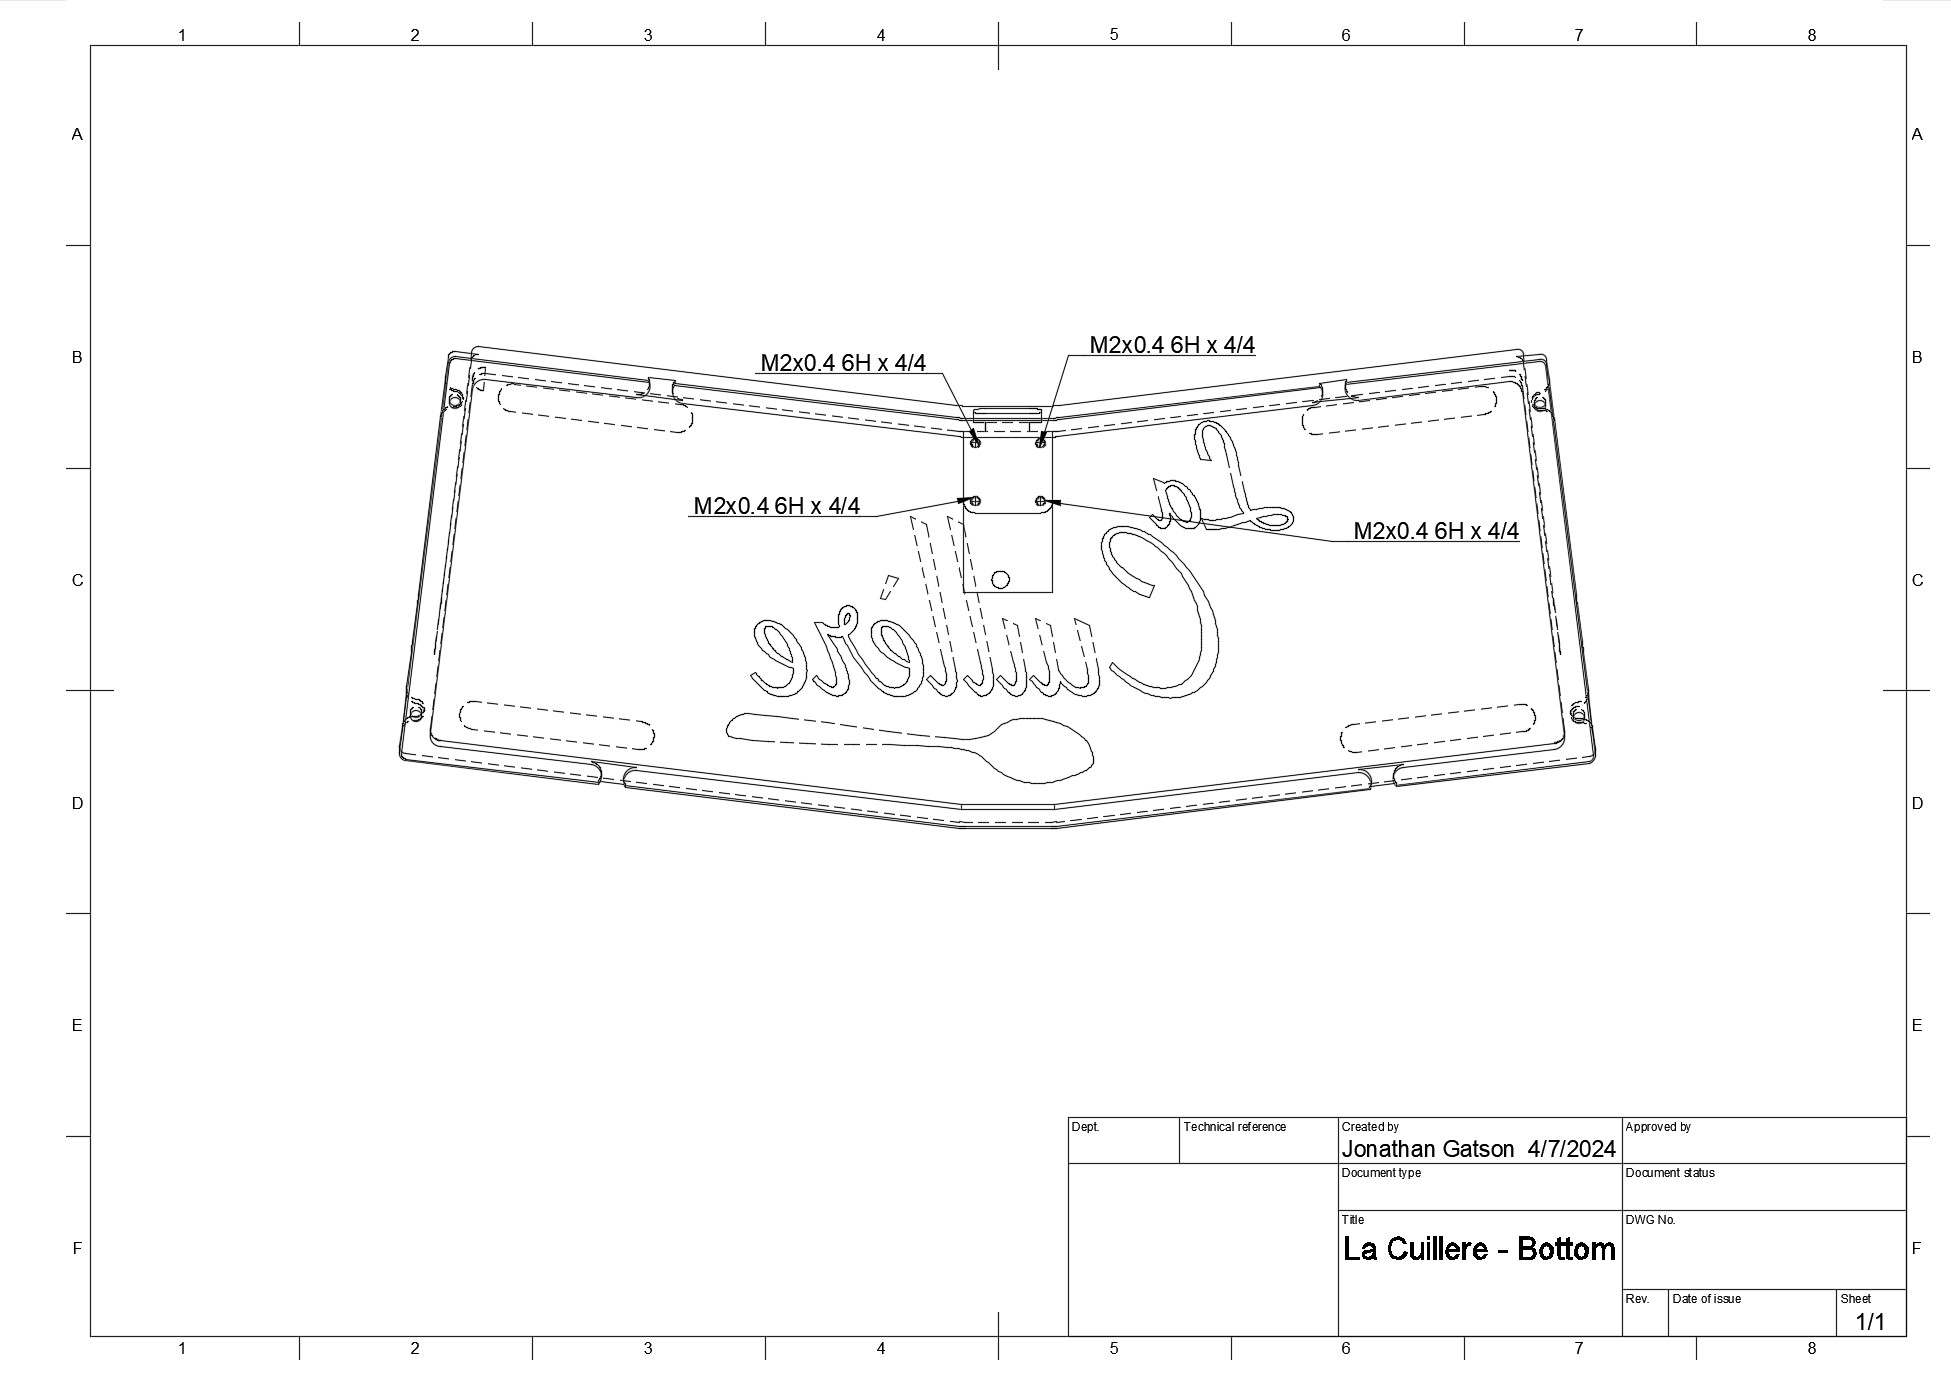 1 2 3 4 5 6 7 8
A A
B B
M2x0.4 6H x 4/4
M2x0.4 6H x 4/4
M2x0.4 6H x 4/4
M2x0.4 6H x 4/4
La
Cuillère
C C
D D
E E
Dept.
Technical reference
Created by
Jonathan Gatson 4/7/2024
Approved by
Document type
Document status
Title
La Cuillere - Bottom
DWG No.
F F
Rev.
Date of issue
Sheet
1/1
1 2 3 4 5 6 7 8